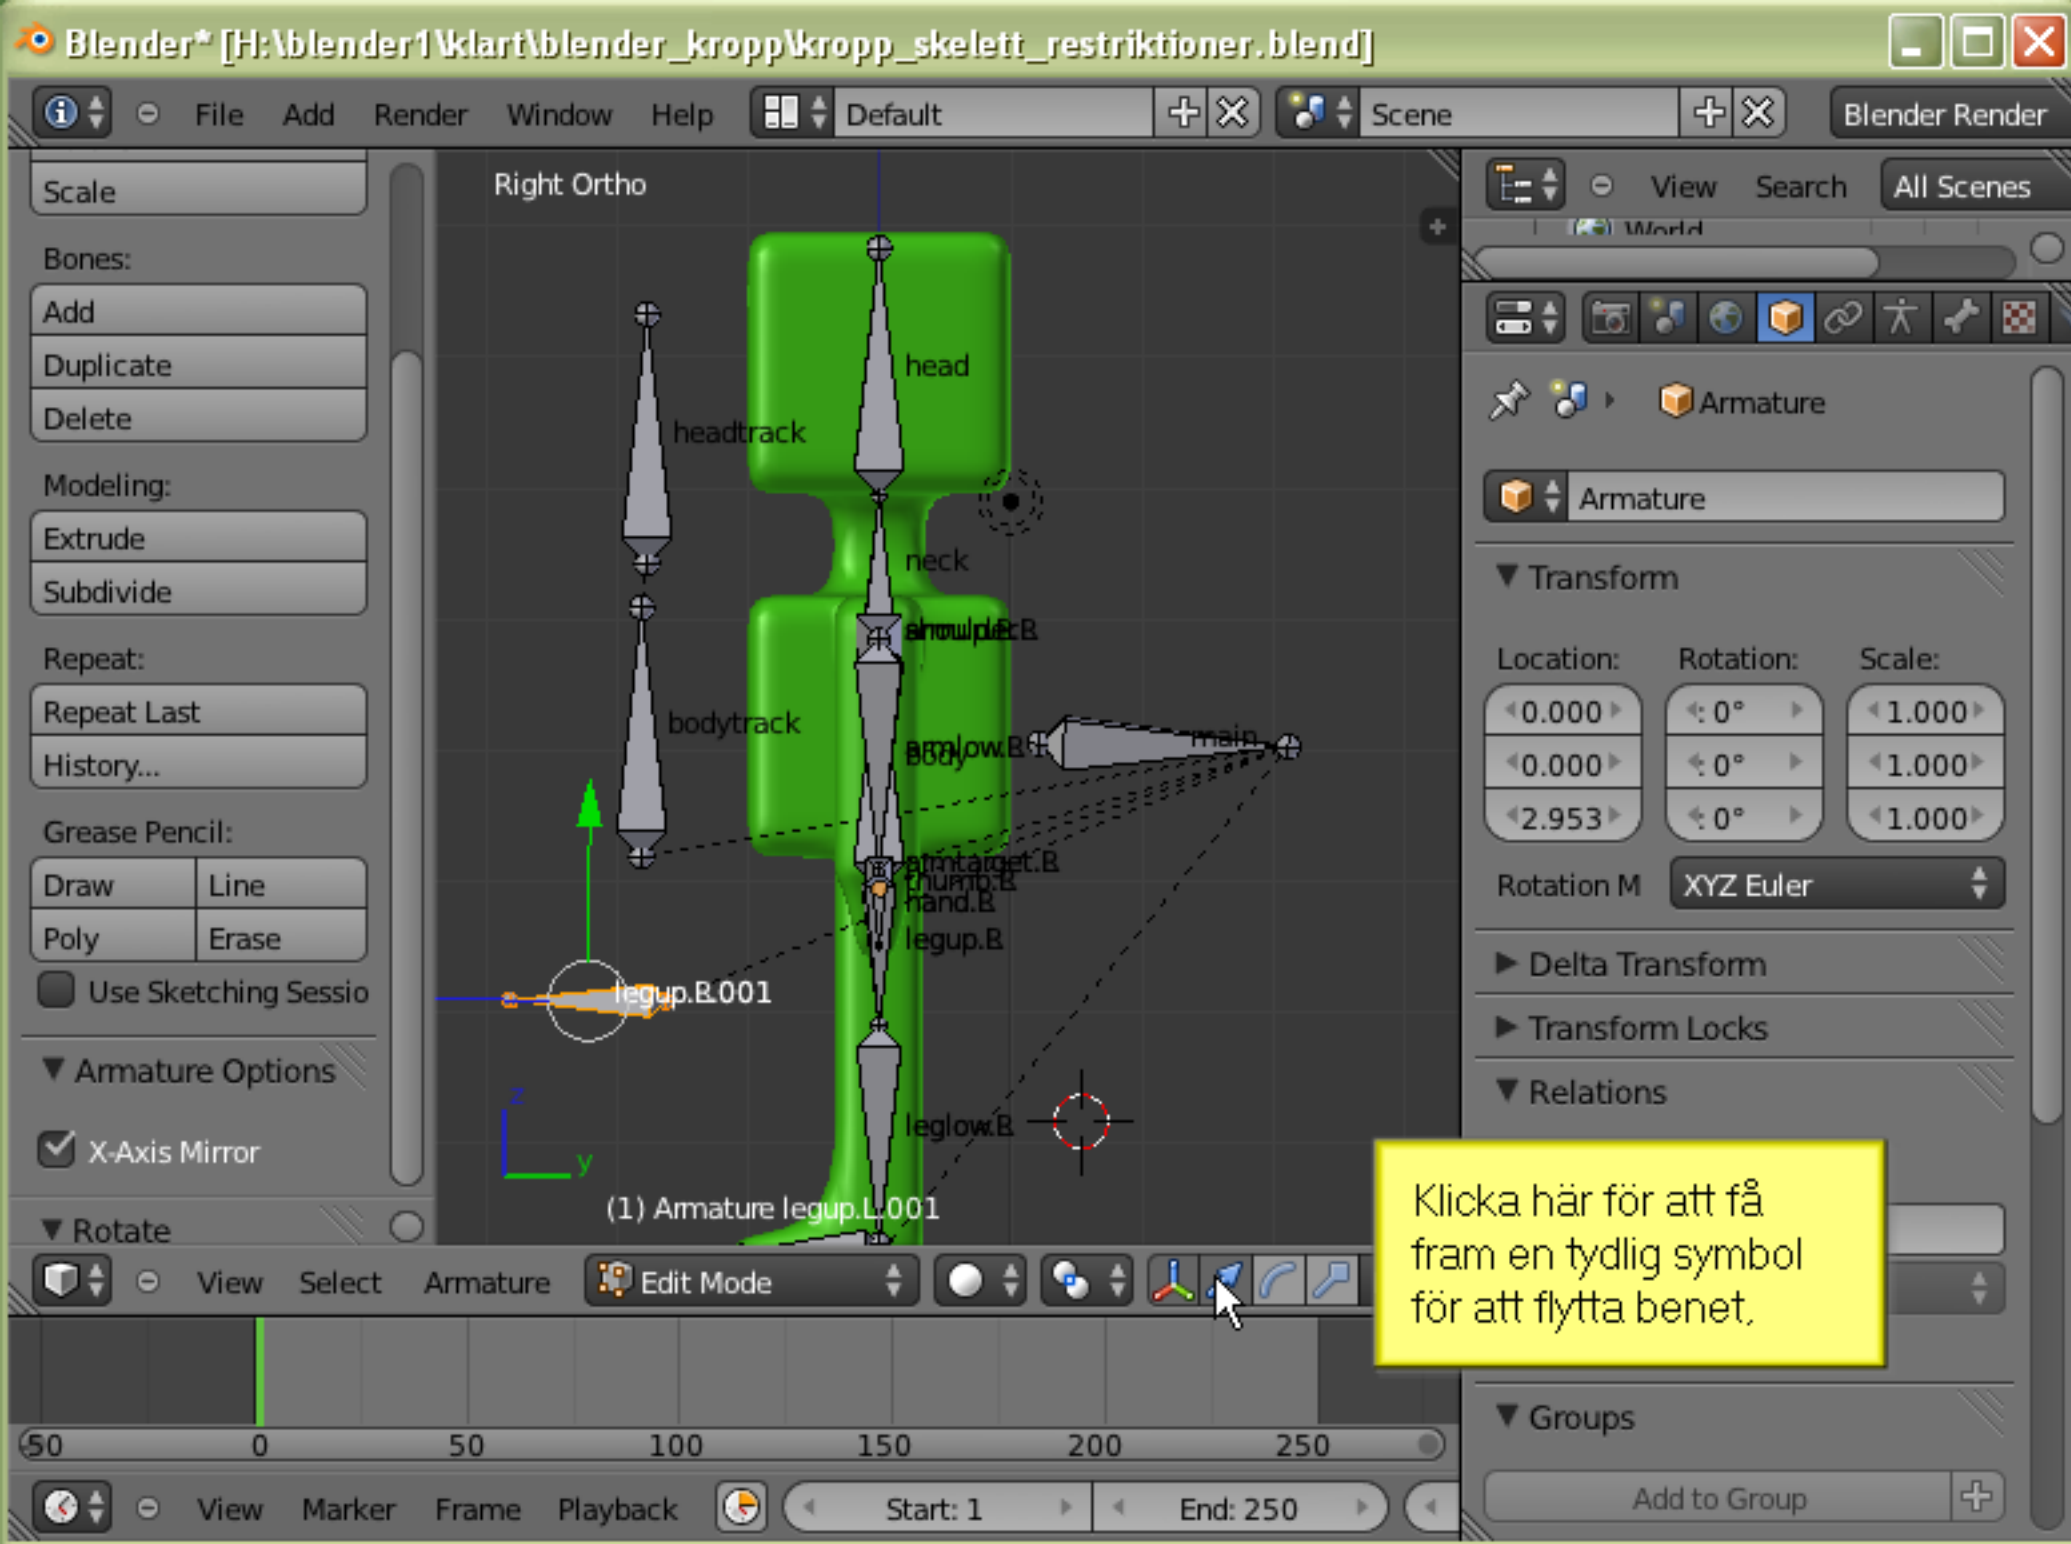 Blender* [H:\blender1\klart\blender_kropp\kropp_skelett_restriktioner.blend]
File Add Render Window Help Default Scene Blender Render
Scale
Bones:
Add
Duplicate
Delete
Modeling:
Extrude
Subdivide
Repeat:
Repeat Last
History...
Grease Pencil:
Draw Line
Poly Erase
Use Sketching Sessio
Armature Options
X-Axis Mirror
Rotate
Right Ortho
head
headtrack
neck
bodytrack
armlow.R
body
main
armtarget.R
thumb.R
hand.R
legup.R
legup.R.001
leglow.R
z
y
(1) Armature legup.L.001
View Select Armature Edit Mode
-50 0 50 100 150 200 250
View Marker Frame Playback Start: 1 End: 250
View Search All Scenes
World
Armature
Armature
Transform
Location: Rotation: Scale:
0.000 : 0° 1.000
0.000 : 0° 1.000
2.953 : 0° 1.000
Rotation M XYZ Euler
Delta Transform
Transform Locks
Relations
Klicka här för att få
fram en tydlig symbol
för att flytta benet,
Groups
Add to Group